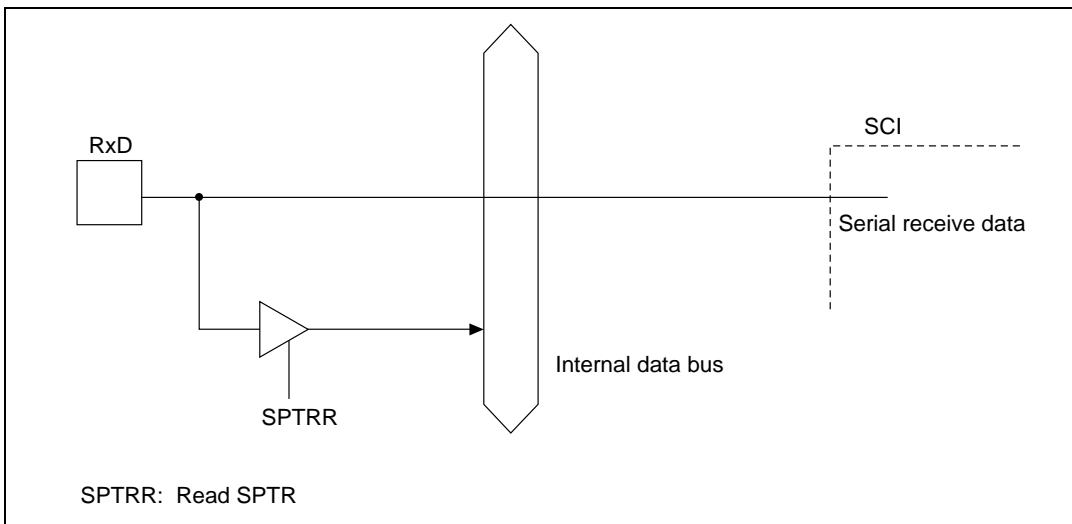 SCI
RxD
Serial receive data
Internal data bus
SPTRR
SPTRR: Read SPTR